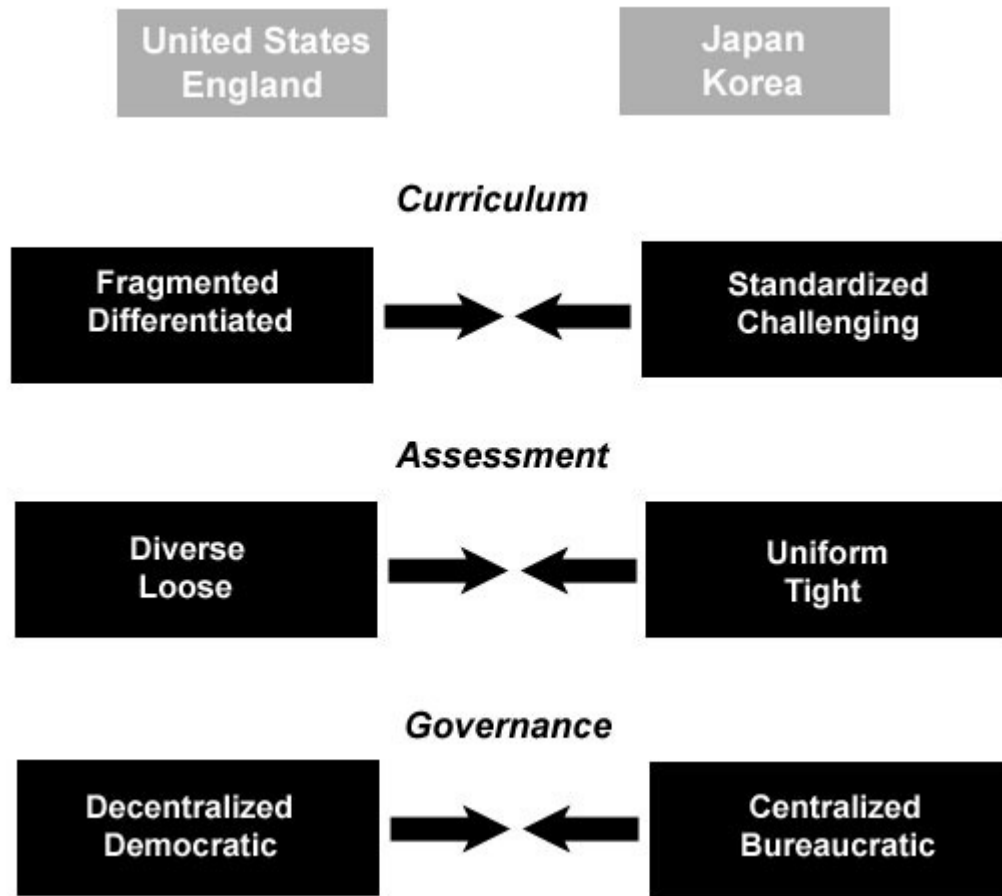 United States
England
Japan
Korea
Curriculum
Fragmented
Differentiated
Standardized
Challenging
Assessment
Diverse
Loose
Uniform
Tight
Governance
Decentralized
Democratic
Centralized
Bureaucratic